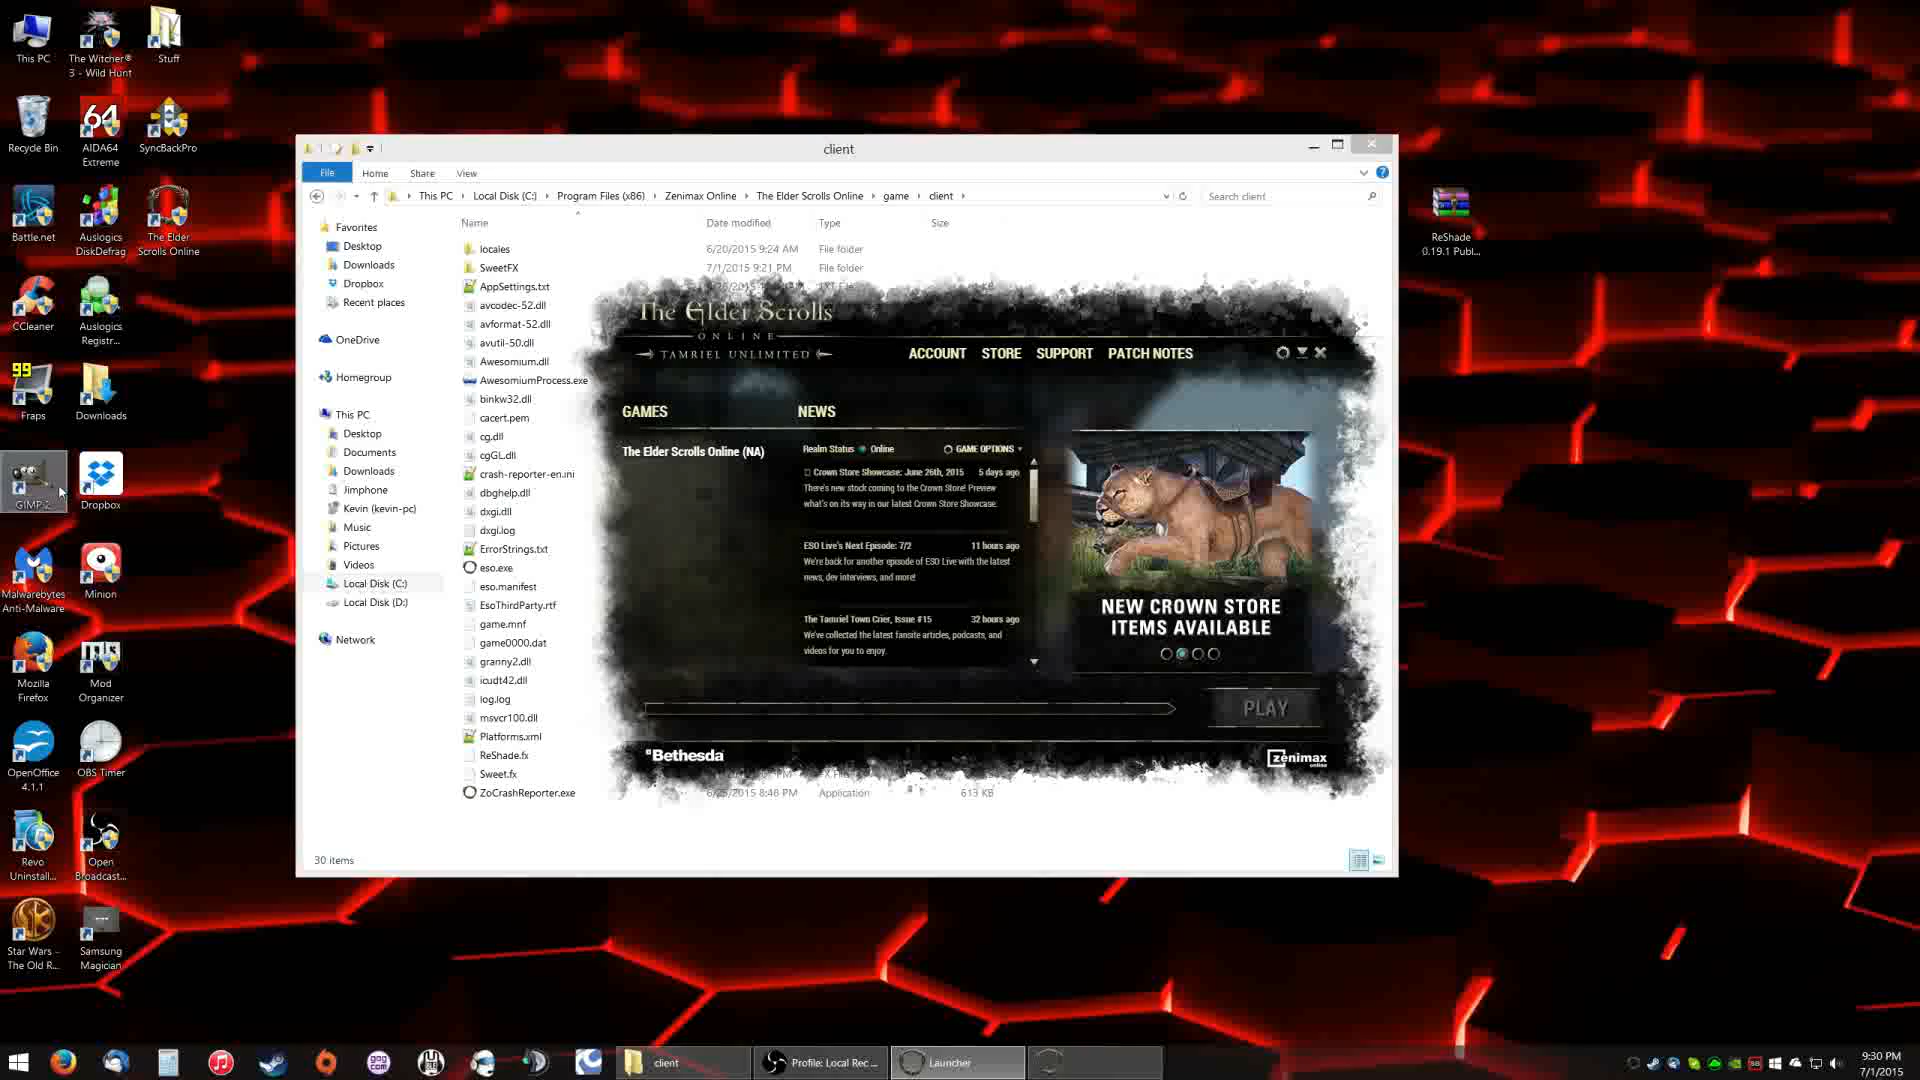 This PC
The Witcher®
3 - Wild Hunt
Stuff
Recycle Bin
64
AIDA64
Extreme
SyncBackPro
Battle.net
Auslogics
DiskDefrag
The Elder
Scrolls Online
CCleaner
Auslogics
Registr...
99
Fraps
Downloads
GIMP 2
Dropbox
Malwarebytes
Anti-Malware
Minion
Mozilla
Firefox
Mod
Organizer
OpenOffice
4.1.1
OBS Timer
Revo
Uninstall...
Open
Broadcast...
Star Wars -
The Old R...
Samsung
Magician
ReShade
0.19.1 Publ...
client
File
Home
Share
View
This PC
Local Disk (C:)
Program Files (x86)
Zenimax Online
The Elder Scrolls Online
game
client
Search client
Name
Date modified
Type
Size
Favorites
Desktop
Downloads
Dropbox
Recent places
OneDrive
Homegroup
This PC
Desktop
Documents
Downloads
Jimphone
Kevin (kevin-pc)
Music
Pictures
Videos
Local Disk (C:)
Local Disk (D:)
Network
locales 6/20/2015 9:24 AM File folder
SweetFX 7/1/2015 9:21 PM File folder
AppSettings.txt
avcodec-52.dll
avformat-52.dll
avutil-50.dll
Awesomium.dll
AwesomiumProcess.exe
binkw32.dll
cacert.pem
cg.dll
cgGL.dll
crash-reporter-en.ini
dbghelp.dll
dxgi.dll
dxgi.log
ErrorStrings.txt
eso.exe
eso.manifest
EsoThirdParty.rtf
game.mnf
game0000.dat
granny2.dll
icudt42.dll
log.log
msvcr100.dll
Platforms.xml
ReShade.fx
Sweet.fx
ZoCrashReporter.exe 6/25/2015 8:48 PM Application 613 KB
30 items
The Elder Scrolls
ONLINE
TAMRIEL UNLIMITED
ACCOUNT
STORE
SUPPORT
PATCH NOTES
GAMES
NEWS
The Elder Scrolls Online (NA)
Realm Status Online
GAME OPTIONS
Crown Store Showcase: June 26th, 2015 5 days ago
There's new stock coming to the Crown Store! Preview
what's on its way in our latest Crown Store Showcase.
ESO Live's Next Episode: 7/2 11 hours ago
We're back for another episode of ESO Live with the latest
news, dev interviews, and more!
The Tamriel Town Crier, Issue #15 32 hours ago
We've collected the latest fansite articles, podcasts, and
videos for you to enjoy.
NEW CROWN STORE
ITEMS AVAILABLE
PLAY
Bethesda
zenimax
online
client
Profile: Local Rec ...
Launcher
9:30 PM
7/1/2015